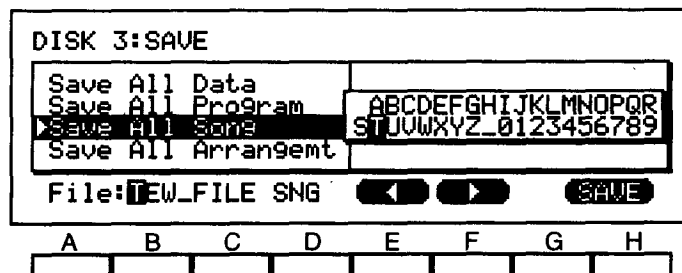 DISK 3:SAVE
Save All Data
Save All Program
Save All Song
Save All Arrangemt
ABCDEFGHIJKLMNOPQR
STUVWXYZ_0123456789
File:TEW_FILE SNG
SAVE
A B C D E F G H